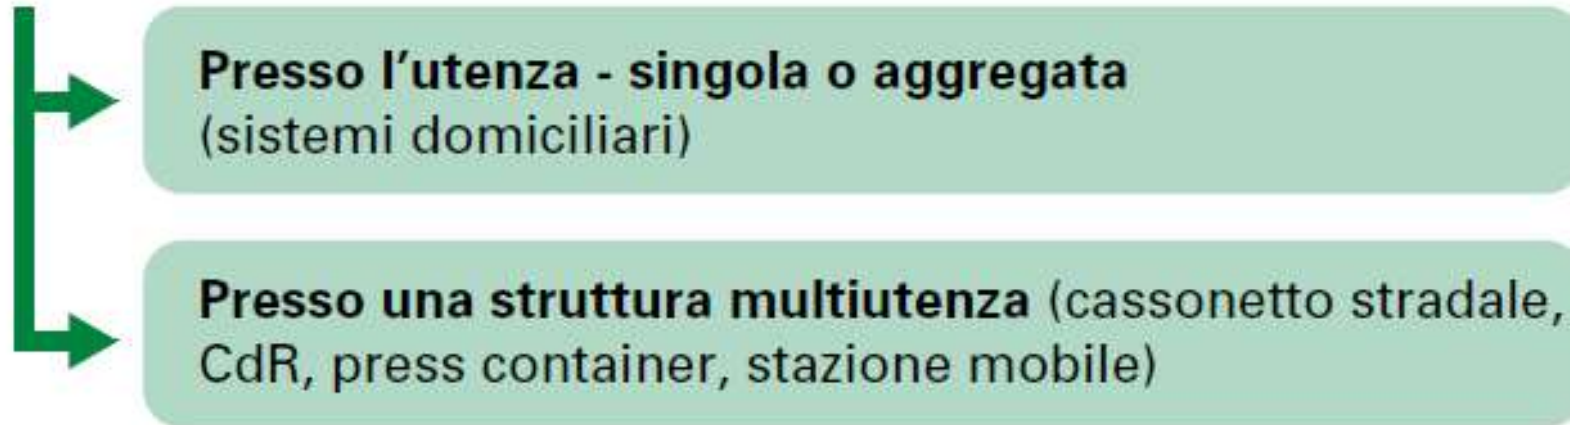 Presso l'utenza - singola o aggregata
(sistemi domiciliari)
Presso una struttura multiutenza (cassonetto stradale,
CdR, press container, stazione mobile)